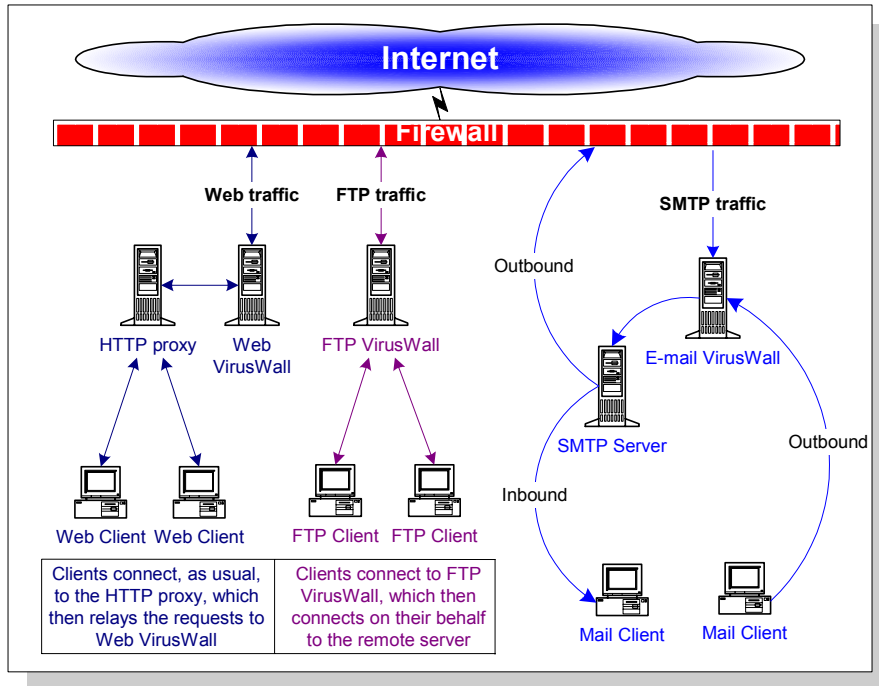 Internet
Firewall
Web traffic
FTP traffic
SMTP traffic
Outbound
HTTP proxy
Web
VirusWall
FTP VirusWall
E-mail VirusWall
SMTP Server
Outbound
Inbound
Web Client
Web Client
FTP Client
FTP Client
Clients connect, as usual,
to the HTTP proxy, which
then relays the requests to
Web VirusWall
Clients connect to FTP
VirusWall, which then
connects on their behalf
to the remote server
Mail Client
Mail Client